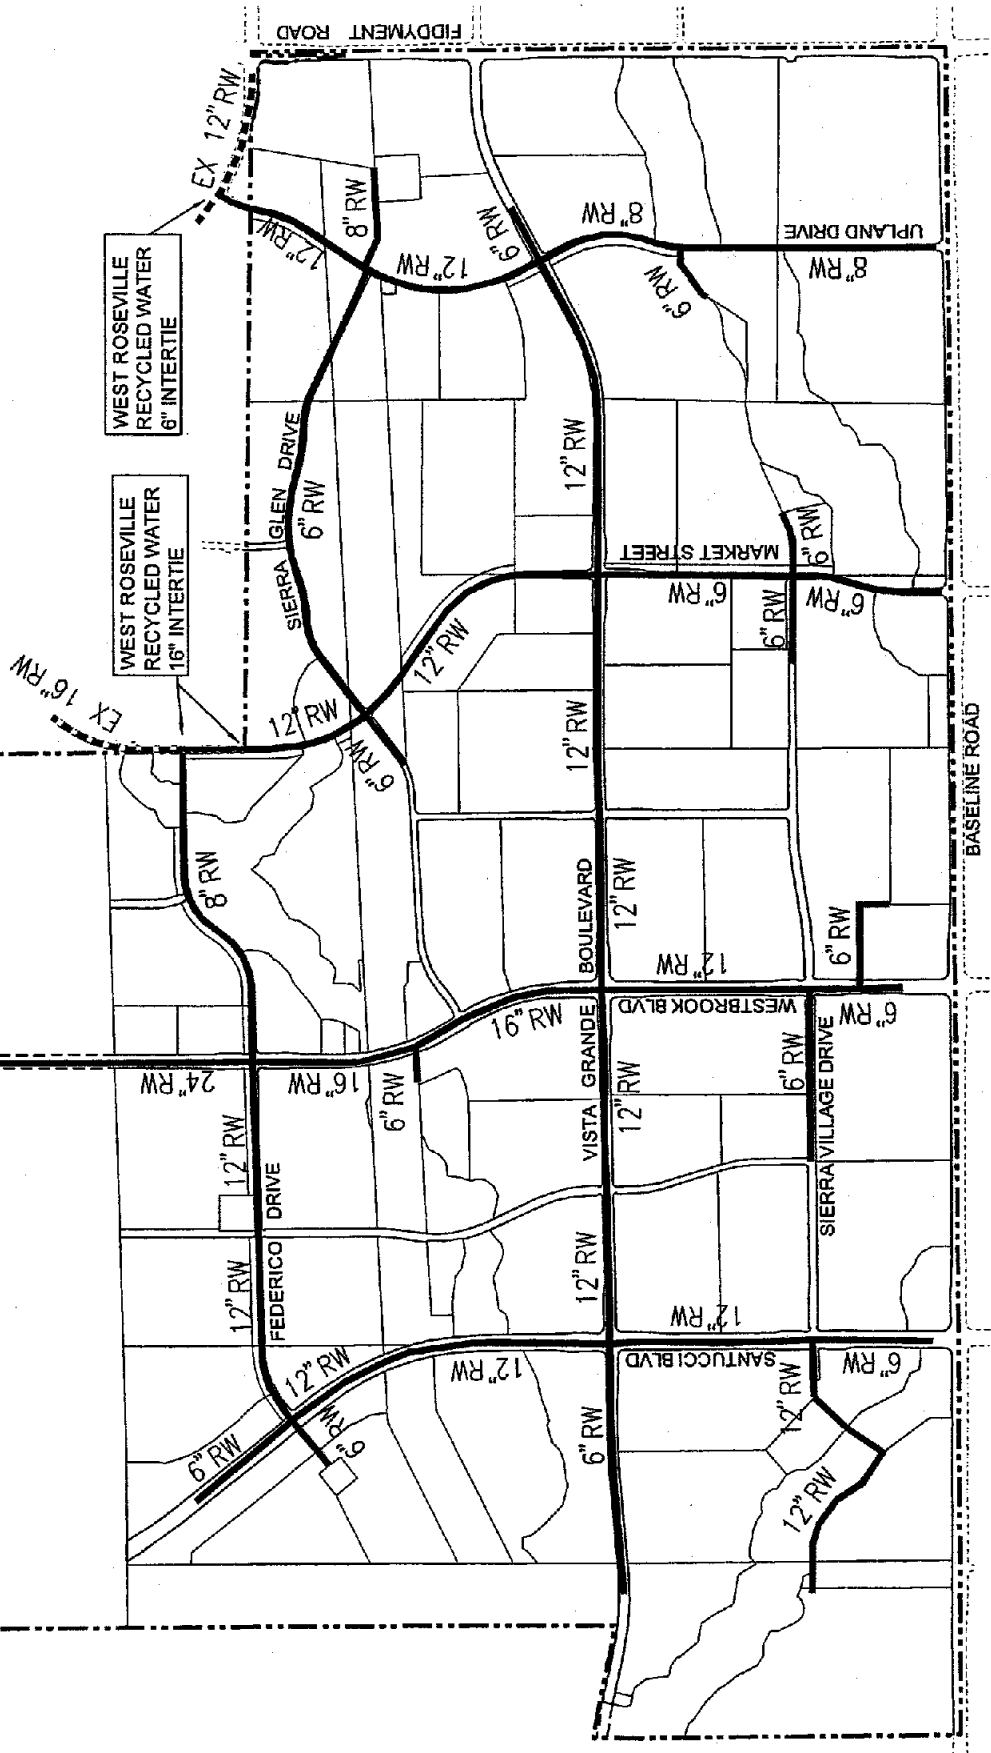 FIDDYMENT ROAD
EX 12" RW
WEST ROSEVILLE
RECYCLED WATER
6" INTERTIE
12" RW
8" RW
6" RW
8" RW
12" RW
UPLAND DRIVE
8" RW
6" RW
SIERRA GLEN DRIVE
6" RW
12" RW
WEST ROSEVILLE
RECYCLED WATER
16" INTERTIE
MARKET STREET
6" RW
6" RW
6" RW
6" RW
EX 16" RW
12" RW
12" RW
6" RW
12" RW
BASELINE ROAD
8" RW
BOULEVARD
12" RW
12" RW
6" RW
16" RW
WESTBROOK BLVD
6" RW
24" RW
16" RW
6" RW
VISTA GRANDE
12" RW
6" RW
SIERRA VILLAGE DRIVE
12" RW
FEDERICO DRIVE
12" RW
12" RW
12" RW
12" RW
12" RW
SANTUCCI BLVD
6" RW
6" RW
6" RW
6" RW
12" RW
12" RW